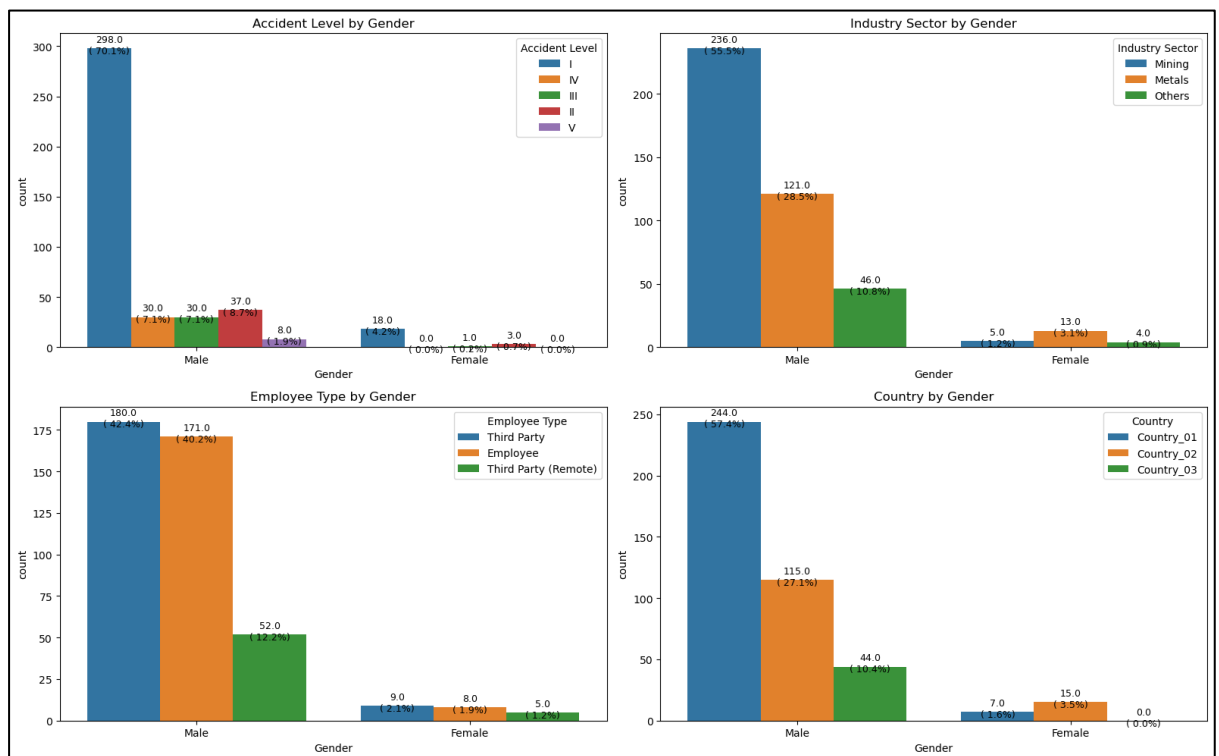 Accident Level by Gender
count
300
250
200
150
100
50
0
298.0
( 70.1%)
30.0
( 7.1%)
30.0
( 7.1%)
37.0
( 8.7%)
8.0
( 1.9%)
18.0
( 4.2%)
0.0
( 0.0%)
1.0
( 0.2%)
3.0
( 0.7%)
0.0
( 0.0%)
Accident Level
I
IV
III
II
V
Male
Female
Gender
Industry Sector by Gender
count
200
150
100
50
0
236.0
( 55.5%)
121.0
( 28.5%)
46.0
( 10.8%)
5.0
( 1.2%)
13.0
( 3.1%)
4.0
( 0.9%)
Industry Sector
Mining
Metals
Others
Male
Female
Gender
Employee Type by Gender
count
175
150
125
100
75
50
25
0
180.0
( 42.4%)
171.0
( 40.2%)
52.0
( 12.2%)
9.0
( 2.1%)
8.0
( 1.9%)
5.0
( 1.2%)
Employee Type
Third Party
Employee
Third Party (Remote)
Male
Female
Gender
Country by Gender
count
250
200
150
100
50
0
244.0
( 57.4%)
115.0
( 27.1%)
44.0
( 10.4%)
7.0
( 1.6%)
15.0
( 3.5%)
0.0
( 0.0%)
Country
Country_01
Country_02
Country_03
Male
Female
Gender